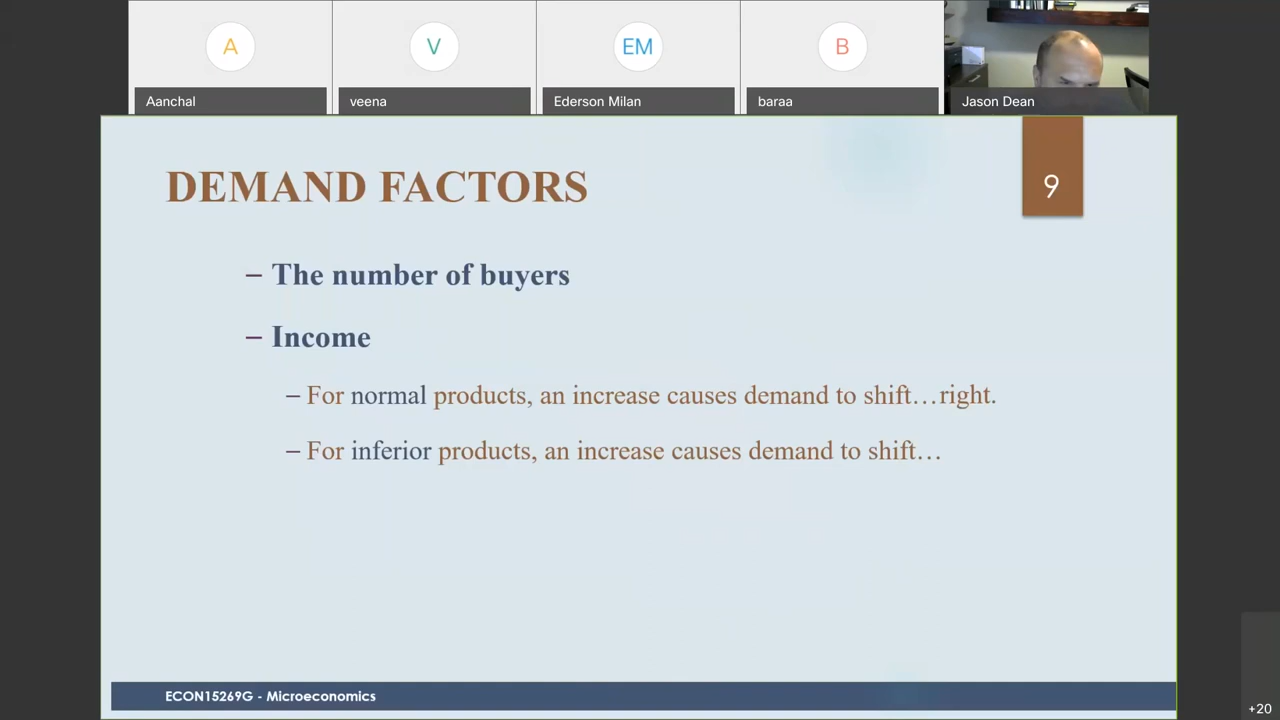 A
V
EM
B
Aanchal
veena
Ederson Milan
baraa
Jason Dean
DEMAND FACTORS
9
– The number of buyers
– Income
– For normal products, an increase causes demand to shift…right.
– For inferior products, an increase causes demand to shift…
ECON15269G - Microeconomics
+20